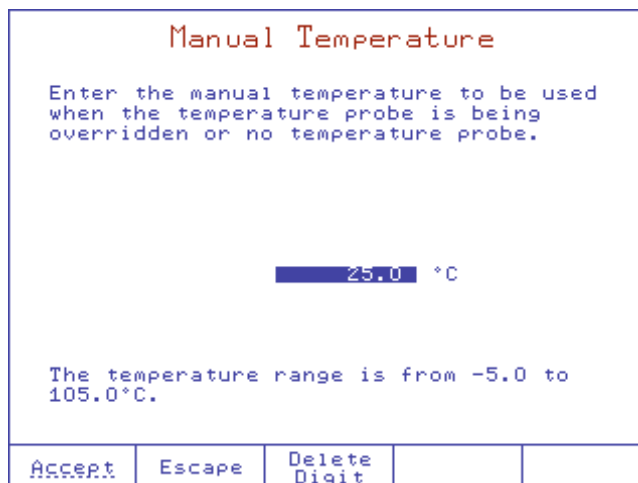 Manual Temperature
Enter the manual temperature to be used
when the temperature probe is being
overridden or no temperature probe.
25.0 °C
The temperature range is from -5.0 to
105.0°C.
Accept Escape Delete
Digit